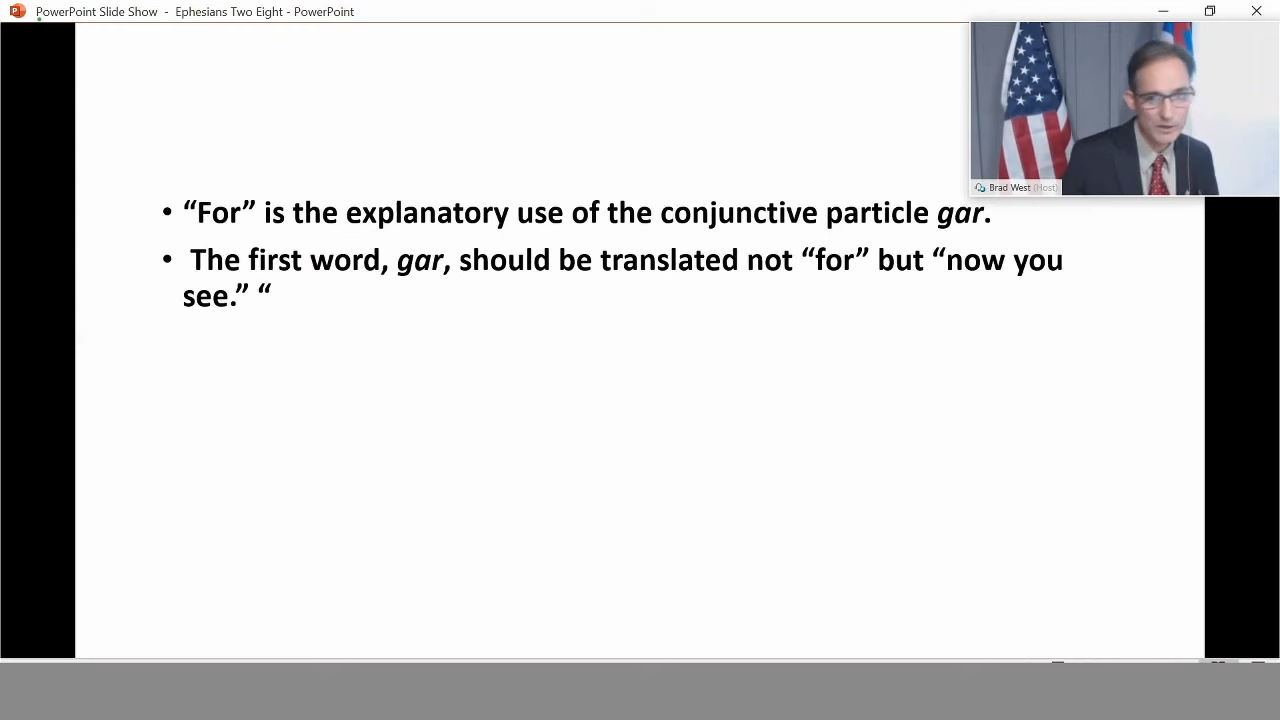 PowerPoint Slide Show - Ephesians Two Eight - PowerPoint
Brad West (Host)
• “For” is the explanatory use of the conjunctive particle gar.
• The first word, gar, should be translated not “for” but “now you
see.” “